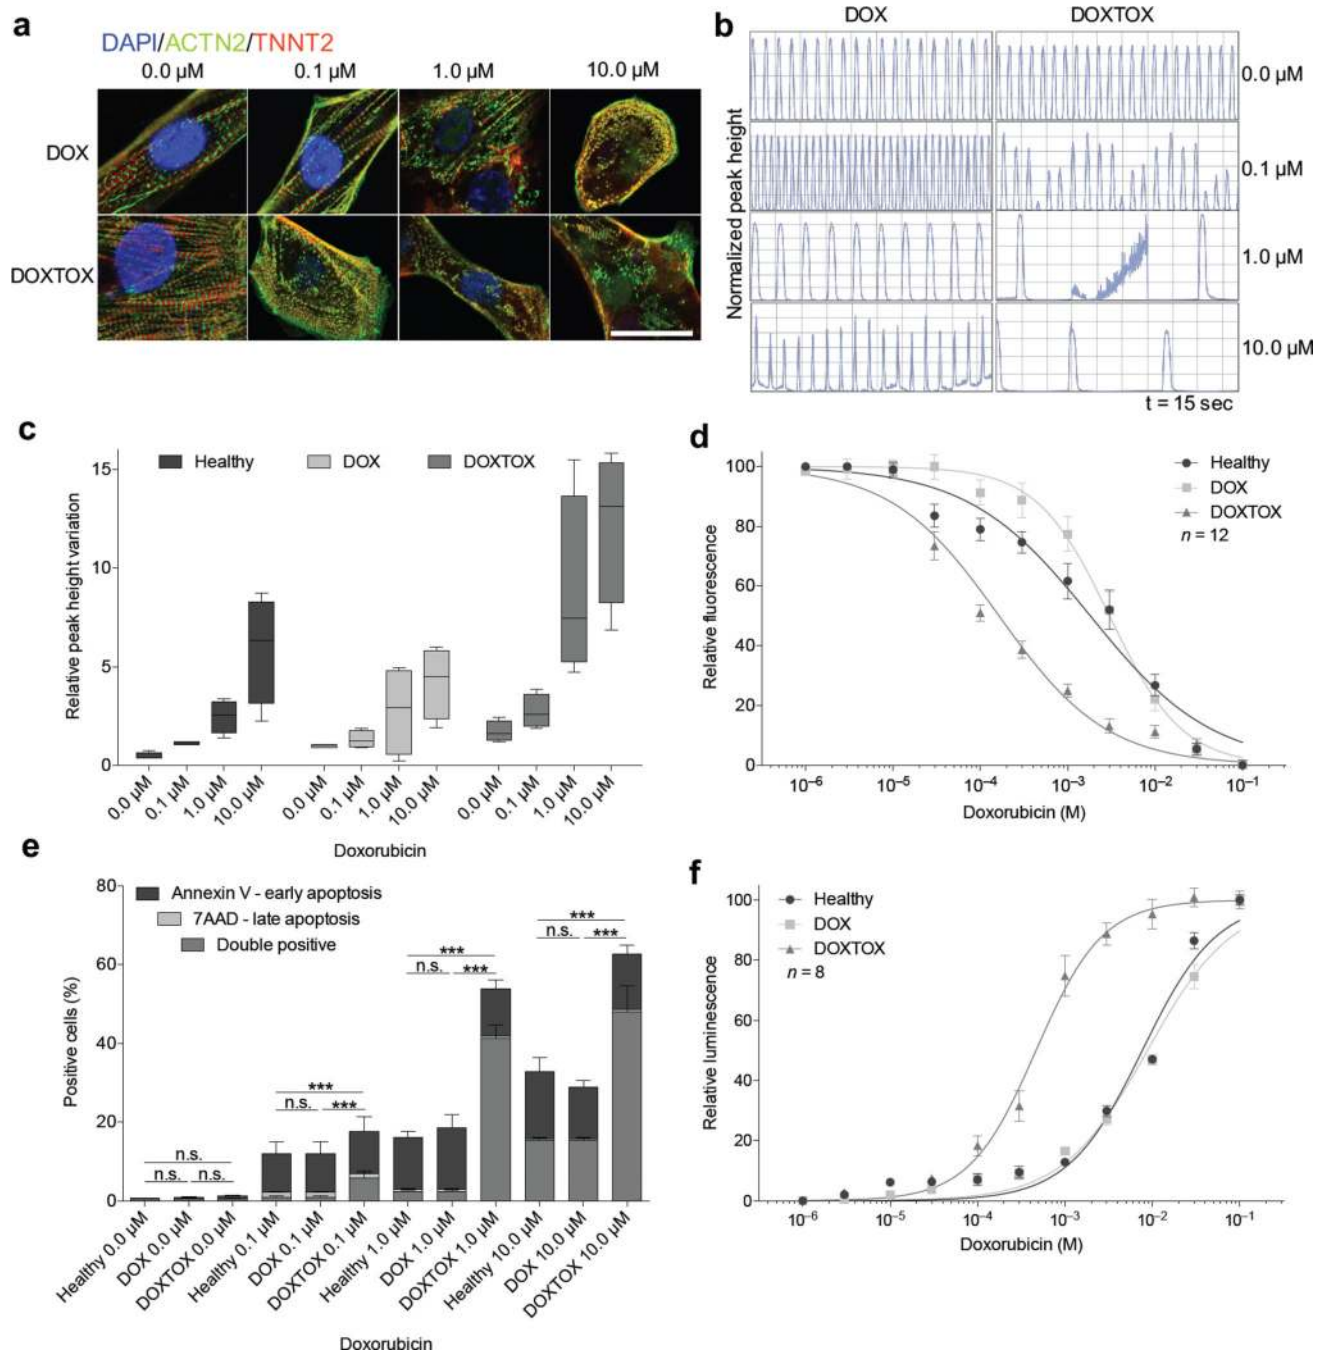 a
DAPI/ACTN2/TNNT2
0.0 µM 0.1 µM 1.0 µM 10.0 µM
DOX
DOXTOX
b
DOX DOXTOX
Normalized peak height
0.0 µM
0.1 µM
1.0 µM
10.0 µM
t = 15 sec
c
Healthy DOX DOXTOX
Relative peak height variation
15
10
5
0
0.0 µM 0.1 µM 1.0 µM 10.0 µM 0.0 µM 0.1 µM 1.0 µM 10.0 µM 0.0 µM 0.1 µM 1.0 µM 10.0 µM
Doxorubicin
d
Healthy
DOX
DOXTOX
n = 12
Relative fluorescence
100
80
60
40
20
0
10⁻⁶ 10⁻⁵ 10⁻⁴ 10⁻³ 10⁻² 10⁻¹
Doxorubicin (M)
e
Annexin V - early apoptosis
7AAD - late apoptosis
Double positive
Positive cells (%)
80
60
40
20
0
n.s.
n.s. n.s.
***
n.s. ***
***
n.s. ***
***
n.s. ***
Healthy 0.0 µM
DOX 0.0 µM
DOXTOX 0.0 µM
Healthy 0.1 µM
DOX 0.1 µM
DOXTOX 0.1 µM
Healthy 1.0 µM
DOX 1.0 µM
DOXTOX 1.0 µM
Healthy 10.0 µM
DOX 10.0 µM
DOXTOX 10.0 µM
Doxorubicin
f
Healthy
DOX
DOXTOX
n = 8
Relative luminescence
100
80
60
40
20
0
10⁻⁶ 10⁻⁵ 10⁻⁴ 10⁻³ 10⁻² 10⁻¹
Doxorubicin (M)